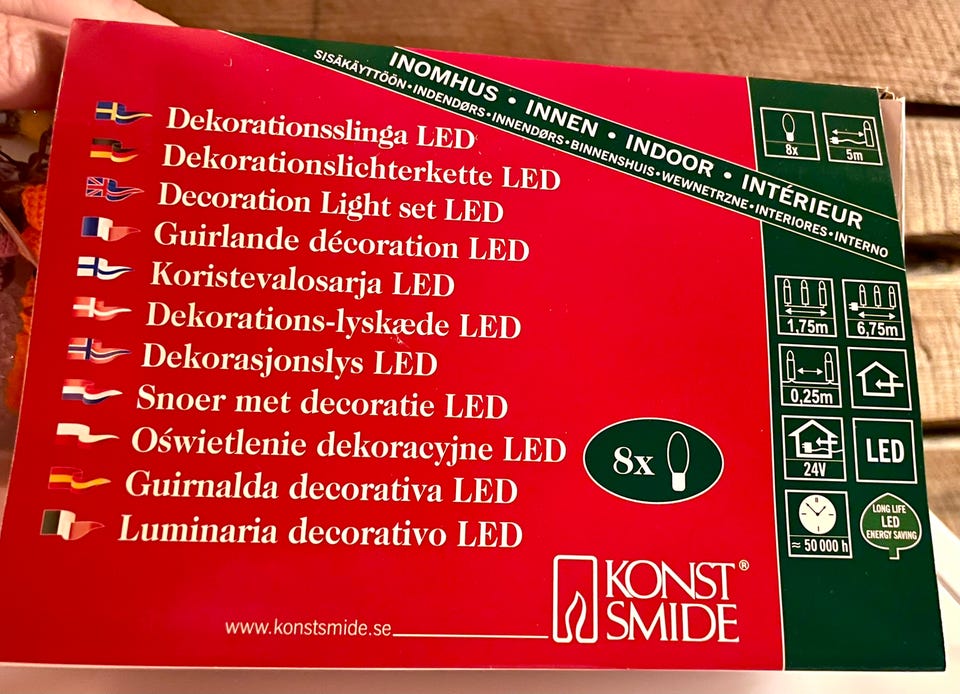 INOMHUS • INNEN • INDOOR • INTÉRIEUR
SISÄKÄYTTÖÖN•INDENDØRS•INNENDØRS•BINNENSHUIS•WEWNETRZNE•INTERIORES•INTERNO
Dekorationsslinga LED
Dekorationslichterkette LED
Decoration Light set LED
Guirlande décoration LED
Koristevalosarja LED
Dekorations-lyskæde LED
Dekorasjonslys LED
Snoer met decoratie LED
Oświetlenie dekoracyjne LED
Guirnalda decorativa LED
Luminaria decorativo LED
8x
KONST
SMIDE®
www.konstsmide.se
8x
5m
1.75m
6,75m
0,25m
24V
LED
≈ 50 000 h
LONG LIFE
LED
ENERGY SAVING